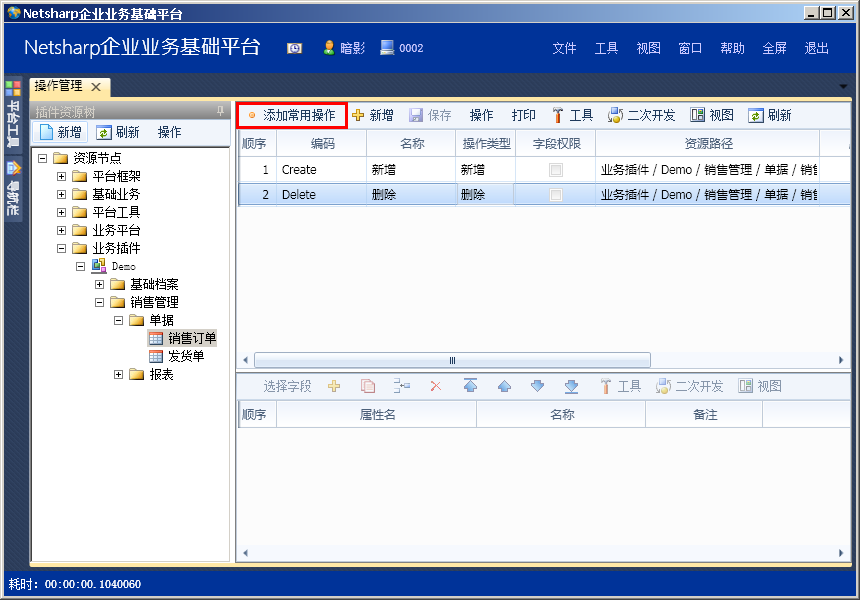 Netsharp企业业务基础平台
Netsharp企业业务基础平台 暗影 0002 文件 工具 视图 窗口 帮助 全屏 退出
平台工具
导航栏
操作管理
插件资源树
新增 刷新 操作
资源节点
平台框架
基础业务
平台工具
业务平台
业务插件
Demo
基础档案
销售管理
单据
销售订单
发货单
报表
添加常用操作 新增 保存 操作 打印 工具 二次开发 视图 刷新
顺序 编码 名称 操作类型 字段权限 资源路径
1 Create 新增 新增 业务插件 / Demo / 销售管理 / 单据 / 销售
2 Delete 删除 删除 业务插件 / Demo / 销售管理 / 单据 / 销售
选择字段 工具 二次开发 视图
顺序 属性名 名称 备注
耗时: 00:00:00.1040060